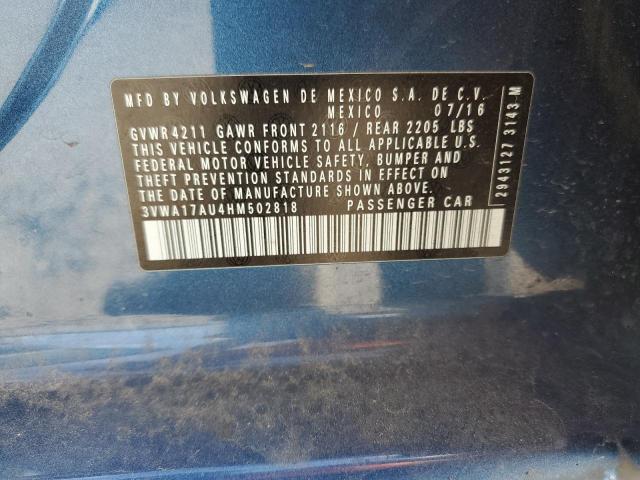 MFD BY VOLKSWAGEN DE MEXICO S.A. DE C.V.
MEXICO 07/16
GVWR 4211 GAWR FRONT 2116 / REAR 2205 LBS
THIS VEHICLE CONFORMS TO ALL APPLICABLE U.S.
FEDERAL MOTOR VEHICLE SAFETY, BUMPER AND
THEFT PREVENTION STANDARDS IN EFFECT ON
THE DATE OF MANUFACTURE SHOWN ABOVE.
3VWA17AU4HM502818 PASSENGER CAR
2943127 3143 M